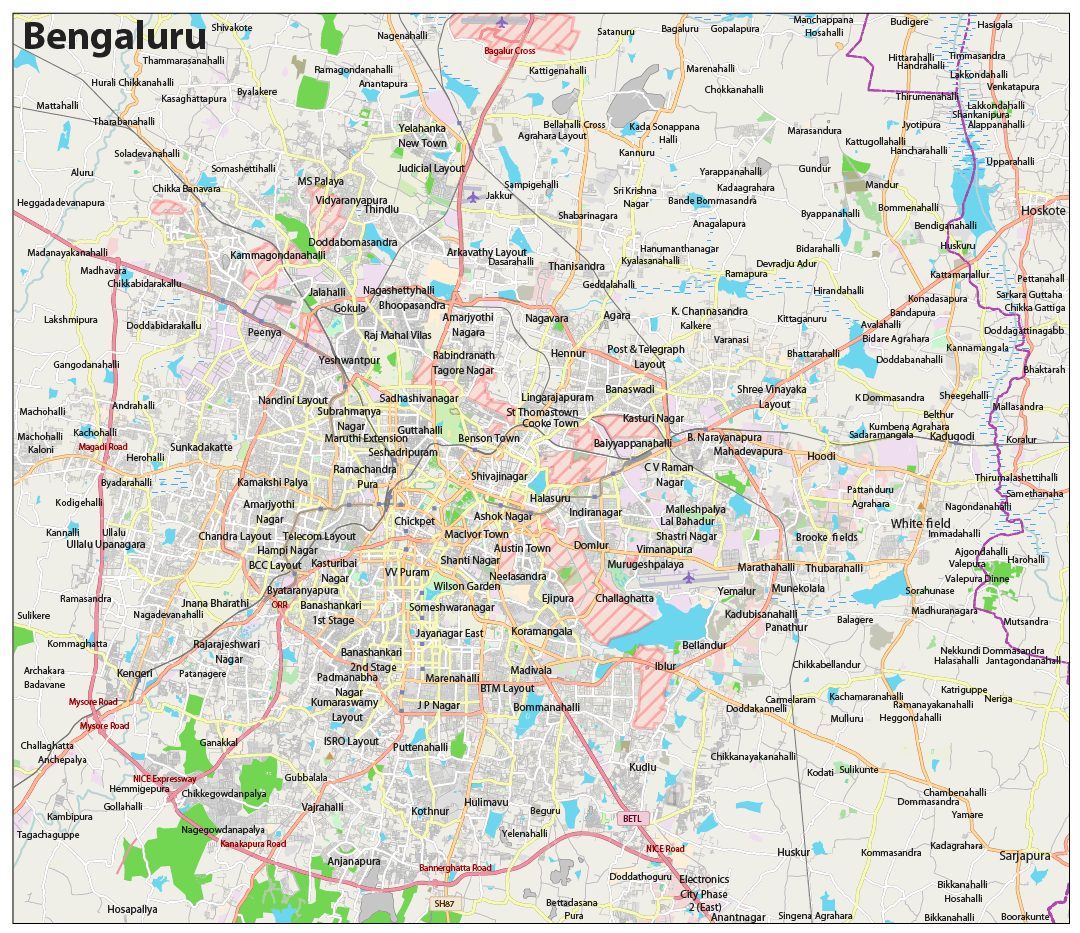 Bengaluru
Shivakote
Nagenahalli
Bagalur Cross
Satanuru
Bagaluru
Gopalapura
Manchappana
Hosahalli
Budigere
Hasigala
Thammarasanahalli
Hurali Chikkanahalli
Byalakere
Kasaghattapura
Ramagondanahalli
Anantapura
Kattigenahalli
Marenahalli
Chokkanahalli
Hittarahalli
Handrahalli
Timmasandra
Lakkondahalli
Venkatapura
Thirumenahalli
Lakkondahalli
Shankanipura
Alappanahalli
Mattahalli
Tharabanahalli
Yelahanka
New Town
Bellahalli Cross
Agrahara Layout
Kada Sonappa
Halli
Marasandura
Jyotipura
Kattugollahalli
Hancharahalli
Soladevanahalli
Somashettihalli
Judicial Layout
Kannuru
Yarappanahalli
Gundur
Upparahalli
Aluru
Chikka Banavara
MS Palaya
Sampigehalli
Jakkur
Sri Krishna
Nagar
Kadaagrahara
Bande Bommasandra
Mandur
Heggadadevanapura
Vidyaranyapura
Thindlu
Shabarinagara
Anagalapura
Byappanahalli
Bommenahalli
Hoskote
Bendiganahalli
Madanayakanahalli
Doddabomasandra
Kammagondanahalli
Arkavathy Layout
Dasarahalli
Hanumanthanagar
Kyalasanahalli
Bidarahalli
Huskuru
Madhavara
Chikkabidarakallu
Thanisandra
Geddalahalli
Devradju Adur
Ramapura
Kattamanallur
Pettanahall
Jalahalli
Nagashettyhalli
Bhoopasandra
Gokula
Hirandahalli
Konadasapura
Sarkara Guttaha
Chikka Gattiga
Lakshmipura
Doddabidarakallu
Peenya
Raj Mahal Vilas
Amarjyothi
Nagara
Nagavara
Agara
K. Channasandra
Kalkere
Kittaganuru
Bandapura
Avalahalli
Bidare Agrahara
Doddagattinagabb
Varanasi
Kannamangala
Gangodanahalli
Yeshwantpur
Rabindranath
Tagore Nagar
Hennur
Post & Telegraph
Layout
Bhattarahalli
Doddabanahalli
Bhaktarah
Banaswadi
Shree Vinayaka
Layout
Nandini Layout
Sadhashivanagar
Lingarajapuram
K Dommasandra
Sheegehalli
Machohalli
Andrahalli
Subrahmanya
Nagar
St Thomastown
Cooke Town
Kasturi Nagar
Belthur
Mallasandra
Kachohalli
Guttahalli
Kumbena Agrahara
Machohalli
Kaloni
Magadi Road
Sunkadakatte
Maruthi Extension
Benson Town
Baiyyappanahalli
B. Narayanapura
Sadaramangala
Kadugodi
Koralur
Herohalli
Seshadripuram
Mahadevapura
Hoodi
Byadarahalli
Kamakshi Palya
Ramachandra
Pura
Shivajinagar
C V Raman
Nagar
Thirumalashettihalli
Kodigehalli
Amarjyothi
Nagar
Halasuru
Pattanduru
Agrahara
Samethanaha
Nagondanahalli
Kannalli
Ullalu
Ullalu Upanagara
Chickpet
Ashok Nagar
Indiranagar
Malleshpalya
Lal Bahadur
Shastri Nagar
White field
Immadahalli
Chandra Layout
Telecom Layout
MacIvor Town
Brooke fields
Hampi Nagar
Austin Town
Domlur
Vimanapura
Ajgondahalli
Harohalli
BCC Layout
Kasturibai
Nagar
Shanti Nagar
Murugeshpalaya
Marathahalli
Thubarahalli
Valepura
Valepura Dinne
VV Puram
Neelasandra
Ramasandra
Byataranyapura
Wilson Garden
Ejipura
Challaghatta
Yemalur
Munekolala
Sorahunase
Sulikere
Jnana Bharathi
ORR
Banashankari
1st Stage
Someshwaranagar
Kadubisanahalli
Madhuranagara
Nagadevanahalli
Panathur
Balagere
Mutsandra
Kommaghatta
Rajarajeshwari
Nagar
Jayanagar East
Koramangala
Bellandur
Nekkundi Dommasandra
Halasahalli
Jantagondanahall
Archakara
Badavane
Kengeri
Patanagere
Banashankari
2nd Stage
Madivala
Iblur
Chikkabellandur
Padmanabha
Nagar
Marenahalli
BTM Layout
Katriguppe
Neriga
Mysore Road
Kumaraswamy
Layout
J P Nagar
Bommanahalli
Carmelaram
Kachamaranahalli
Doddakannelli
Ramanayakanahalli
Mysore Road
Mulluru
Heggondahalli
Challaghatta
Anchepalya
Ganakkal
ISRO Layout
Puttenahalli
Chikkanayakanahalli
NICE Expressway
Hemmigepura
Gubbalala
Kudlu
Kodati
Sulikunte
Chikkegowdanpalya
Chambenahalli
Dommasandra
Gollahalli
Vajrahalli
Hulimavu
Kothnur
Beguru
Yamare
Kambipura
BETL
Tagachaguppe
Nagegowdanapalya
Yelenahalli
Kanakapura Road
NICE Road
Huskur
Kommasandra
Kadagrahara
Sarjapura
Anjanapura
Bannerghatta Road
Doddathoguru
Electronics
City Phase
2 (East)
Bikkanahalli
Hosahalli
Hosapallya
SH87
Bettadasana
Pura
Anantnagar
Singena Agrahara
Bikkanahalli
Boorakunte